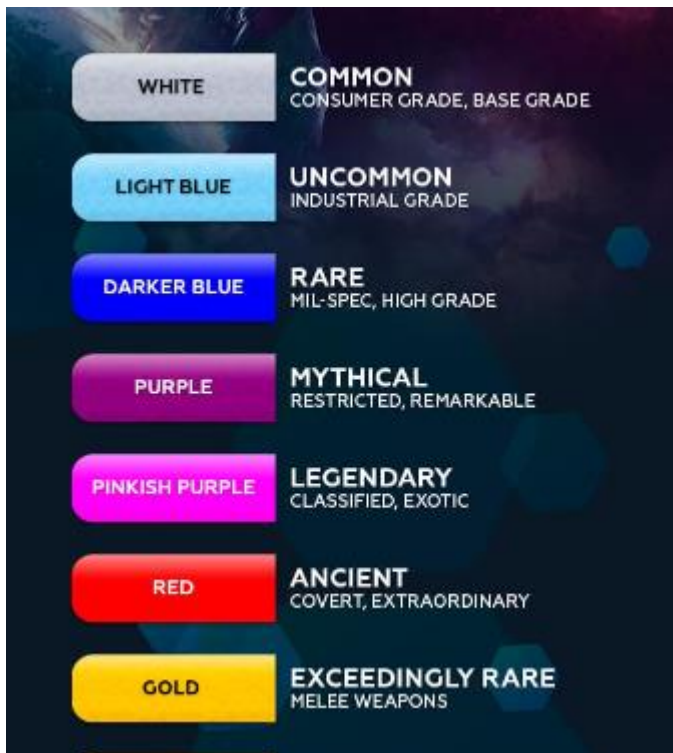 WHITE
COMMON
CONSUMER GRADE, BASE GRADE
LIGHT BLUE
UNCOMMON
INDUSTRIAL GRADE
DARKER BLUE
RARE
MIL-SPEC, HIGH GRADE
PURPLE
MYTHICAL
RESTRICTED, REMARKABLE
PINKISH PURPLE
LEGENDARY
CLASSIFIED, EXOTIC
RED
ANCIENT
COVERT, EXTRAORDINARY
GOLD
EXCEEDINGLY RARE
MELEE WEAPONS